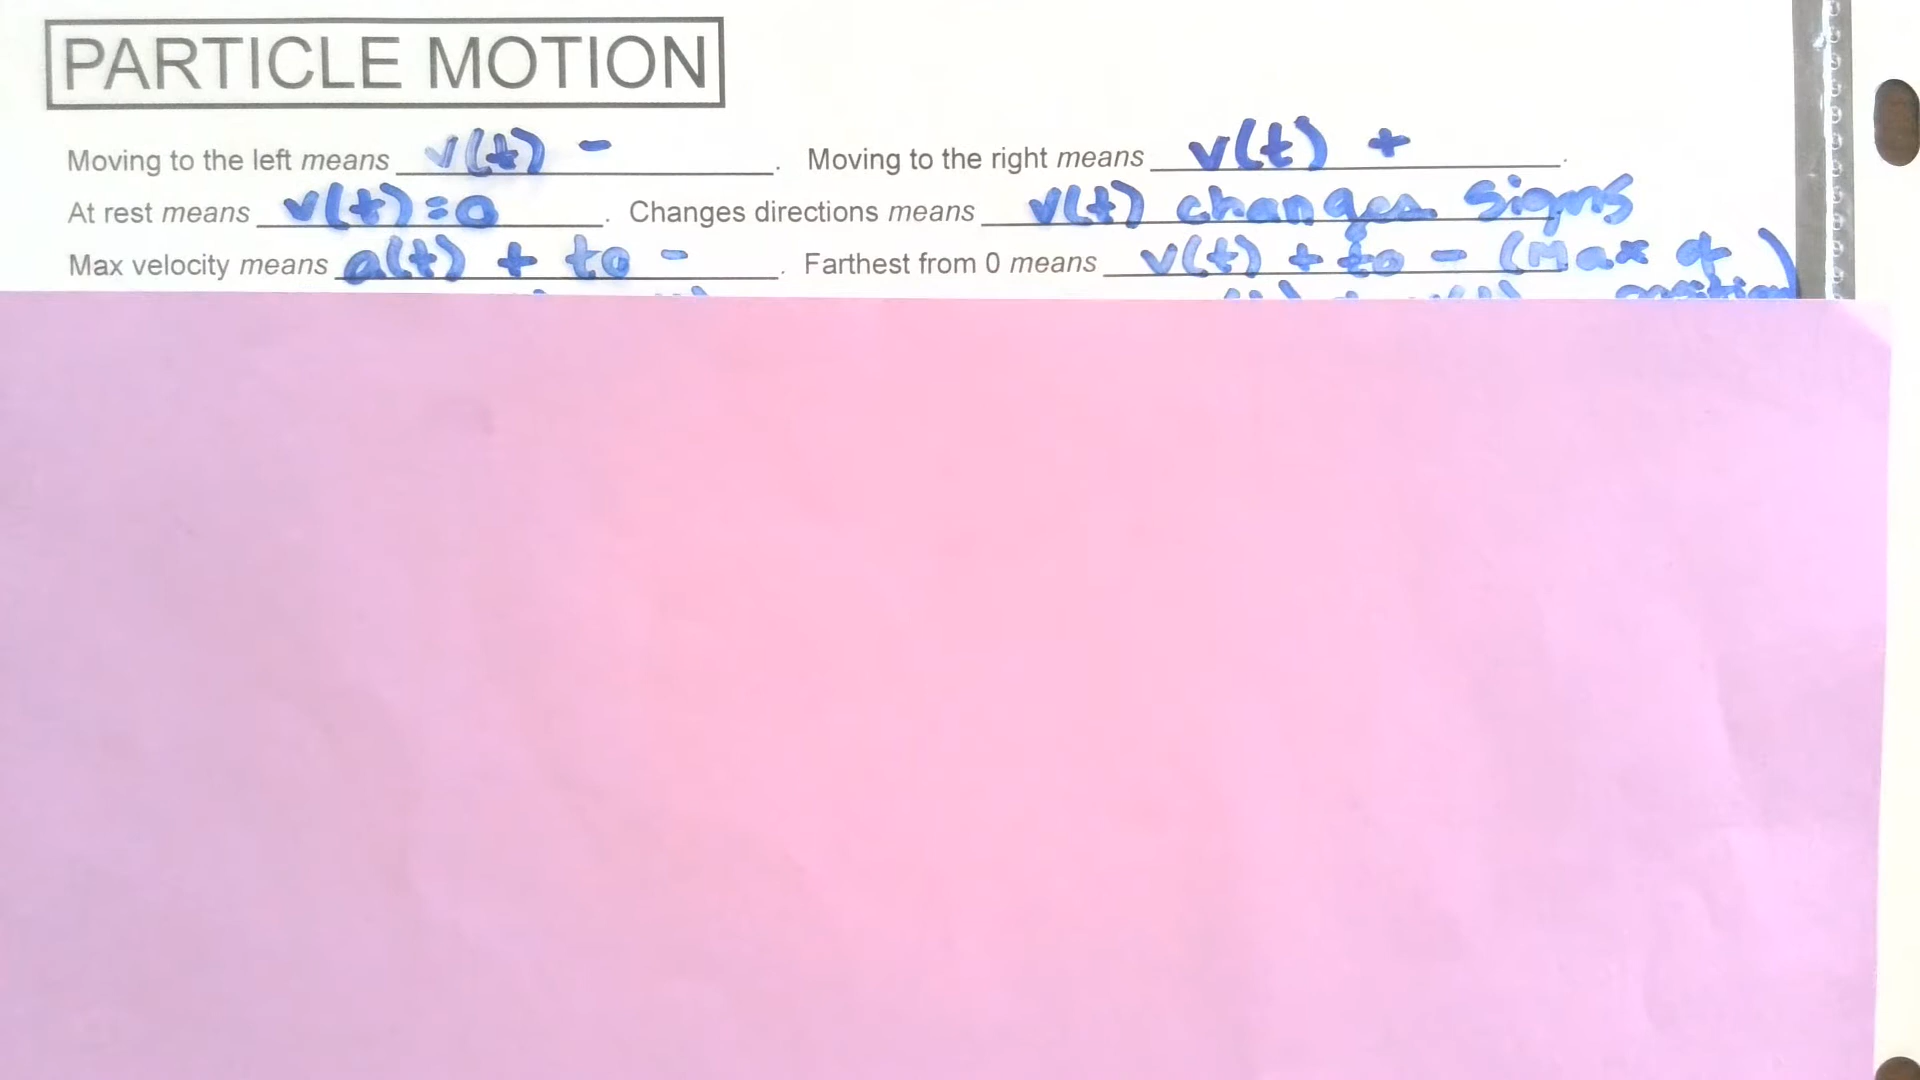 PARTICLE MOTION
Moving to the left means v(t) - . Moving to the right means v(t) + .
At rest means v(t)=0 . Changes directions means v(t) changes signs
Max velocity means a(t) + to - . Farthest from 0 means v(t) + to - (Max of position)